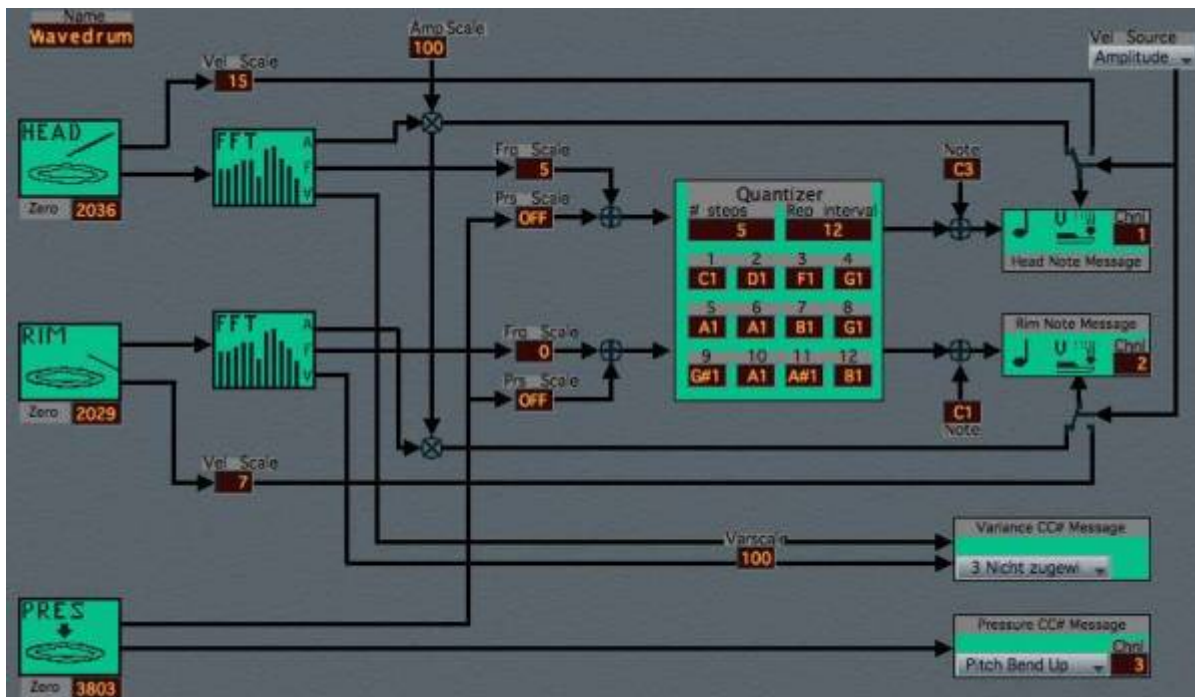 Name
Wavedrum
Amp Scale
100
Vel Source
Amplitude
Vel Scale
15
HEAD
Zero 2036
FFT
A
F
V
Frq Scale
5
Prs Scale
OFF
Quantizer
# steps
5
Rep interval
12
1 2 3 4
C1 D1 F1 G1
5 6 7 8
A1 A1 B1 G1
9 10 11 12
G#1 A1 A#1 B1
Note
C3
Chnl
1
Head Note Message
RIM
Zero 2029
FFT
A
F
V
Frq Scale
0
Prs Scale
OFF
C1
Note
Rim Note Message
Chnl
2
Vel Scale
7
Varscale
100
Variance CC# Message
3 Nicht zugewi
PRES
Zero 3803
Pressure CC# Message
Chnl
Pitch Bend Up 3